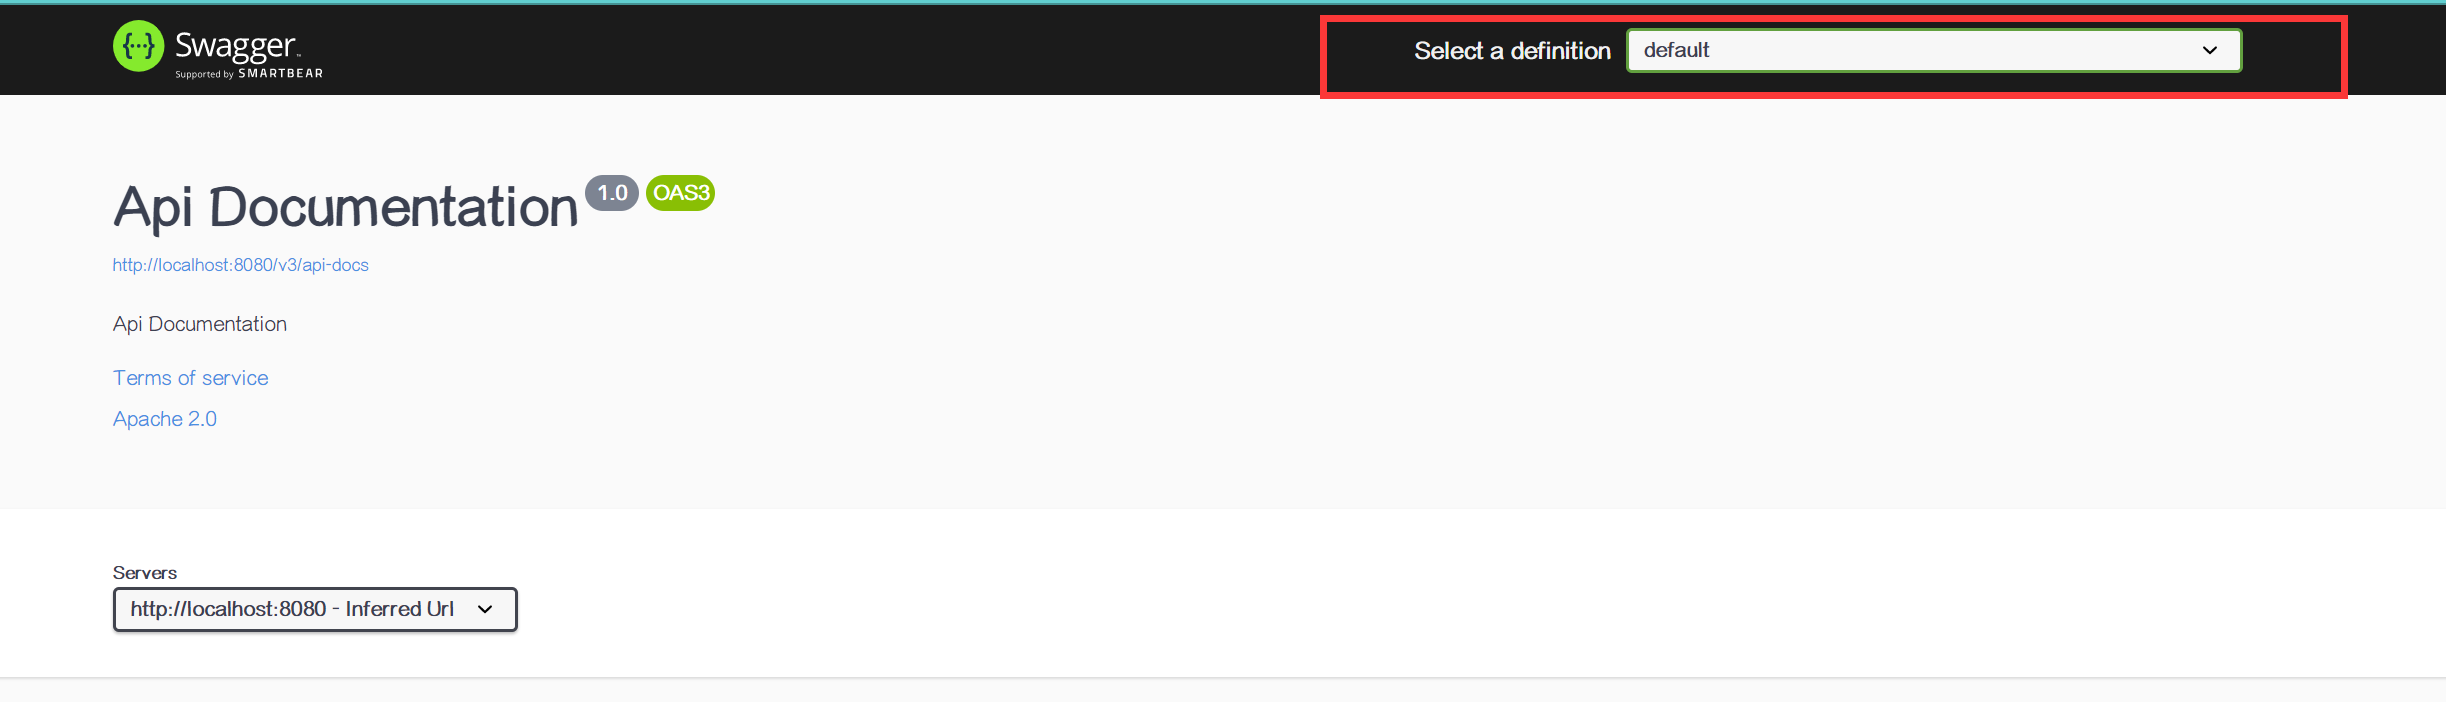 Swagger™
Supported by SMARTBEAR
Select a definition
default
Api Documentation 1.0 OAS3
http://localhost:8080/v3/api-docs
Api Documentation
Terms of service
Apache 2.0
Servers
http://localhost:8080 - Inferred Url